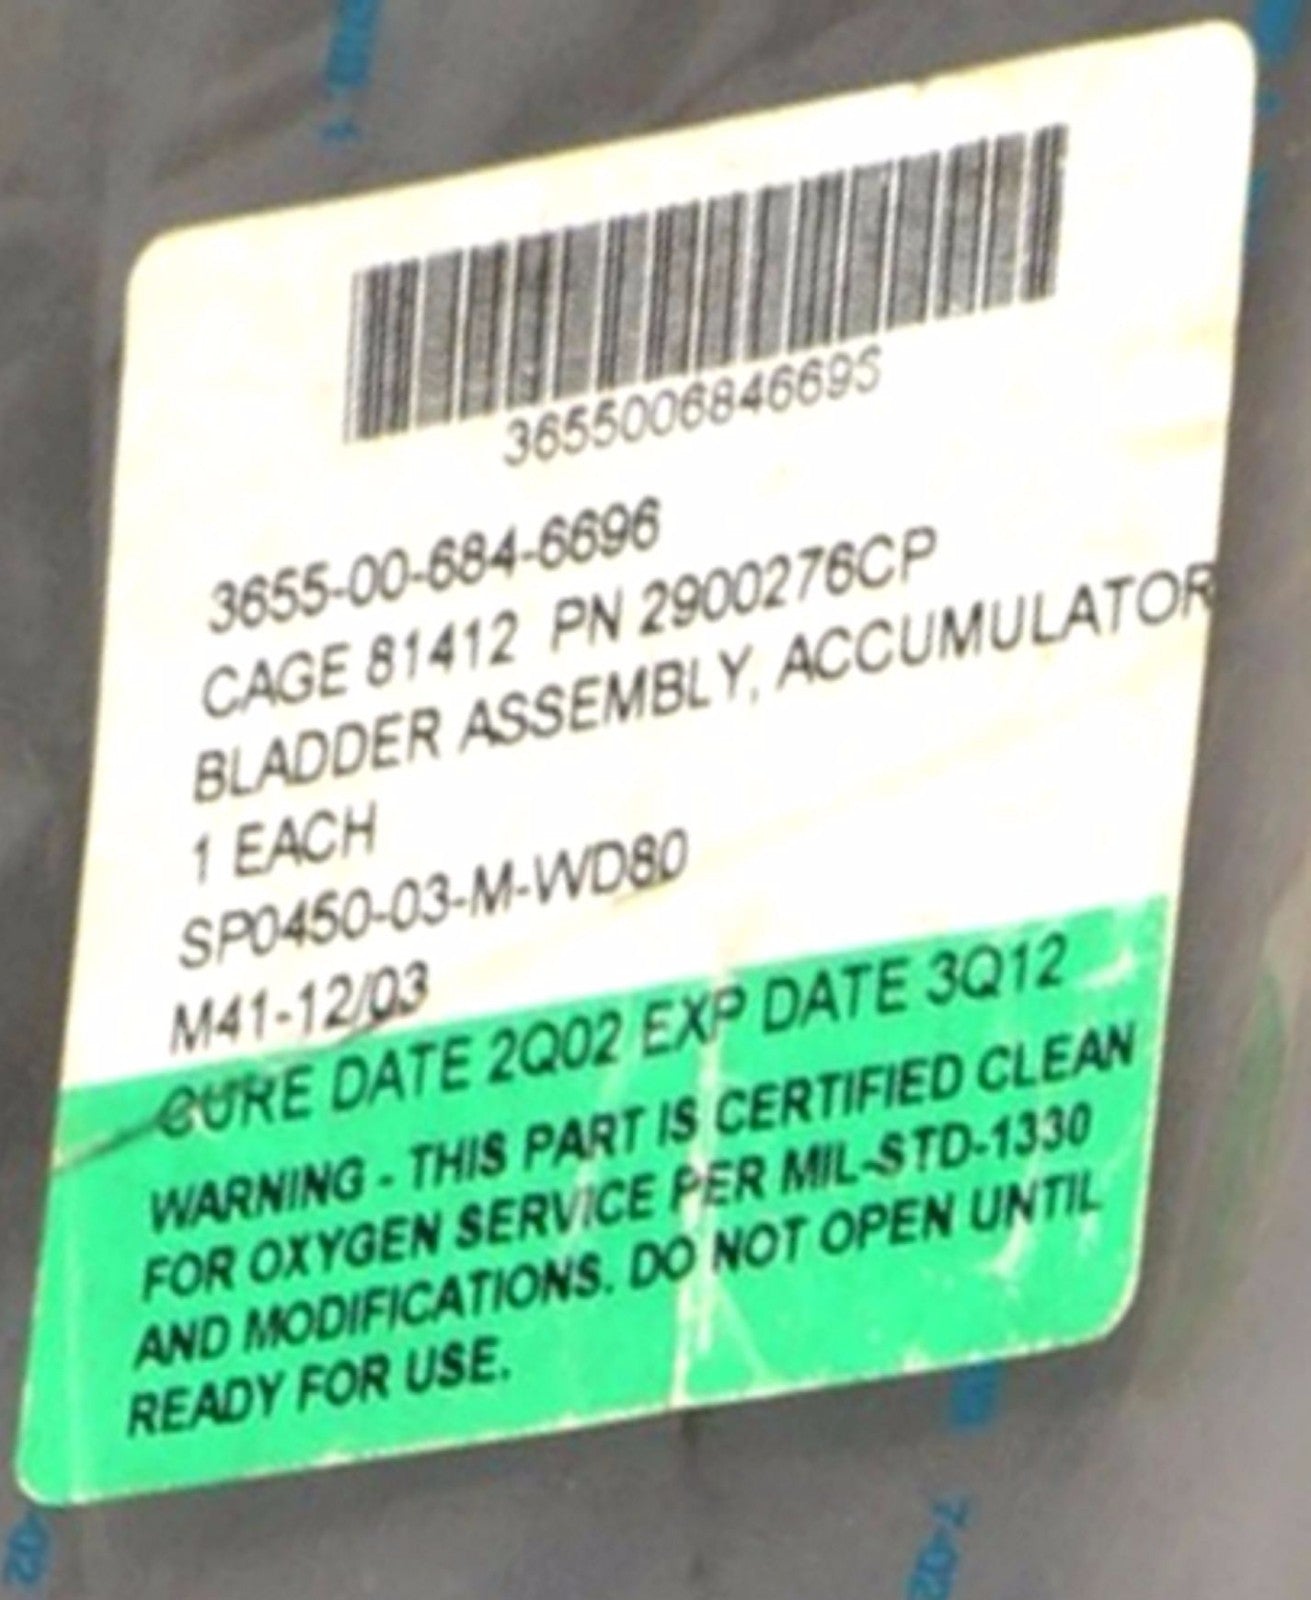 3655006846695
3655-00-684-6696
CAGE 81412 PN 2900276CP
BLADDER ASSEMBLY, ACCUMULATOR
1 EACH
SP0450-03-M-WD80
M41-12/03
CURE DATE 2Q02 EXP DATE 3Q12
WARNING - THIS PART IS CERTIFIED CLEAN
FOR OXYGEN SERVICE PER MIL-STD-1330
AND MODIFICATIONS. DO NOT OPEN UNTIL
READY FOR USE.
7-02